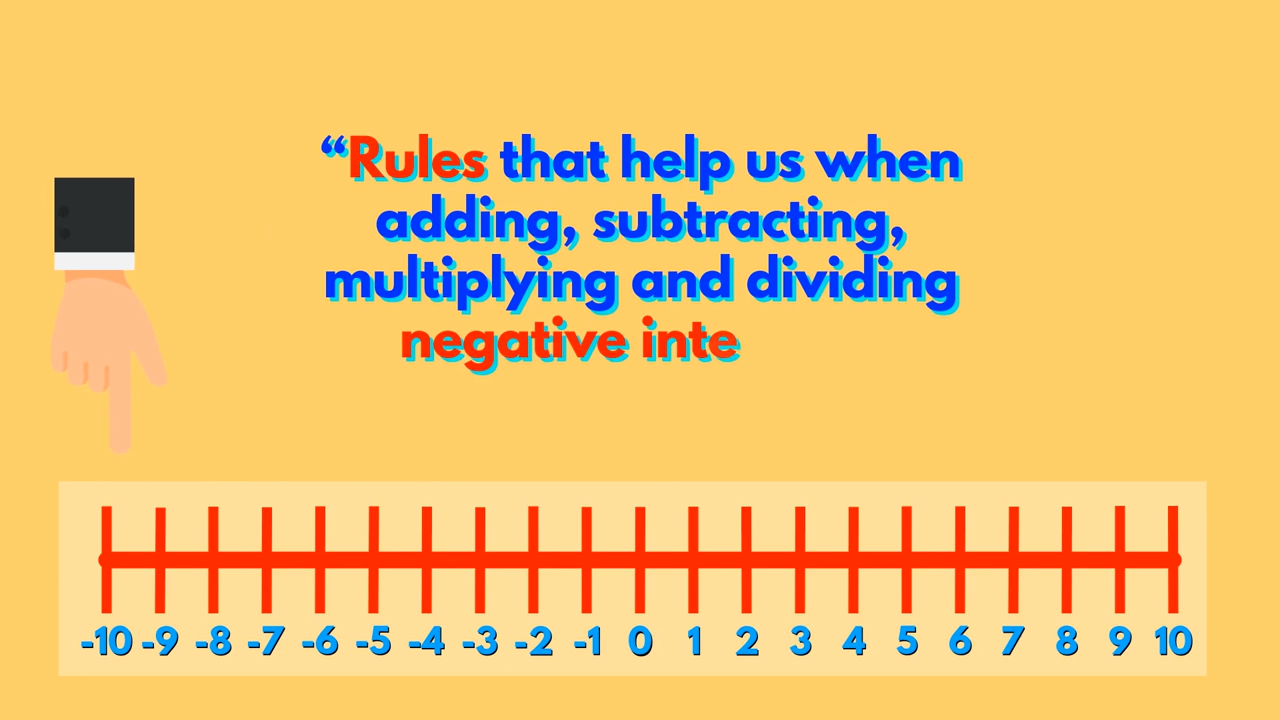 “Rules that help us when
adding, subtracting,
multiplying and dividing
negative inte
-10 -9 -8 -7 -6 -5 -4 -3 -2 -1 0 1 2 3 4 5 6 7 8 9 10